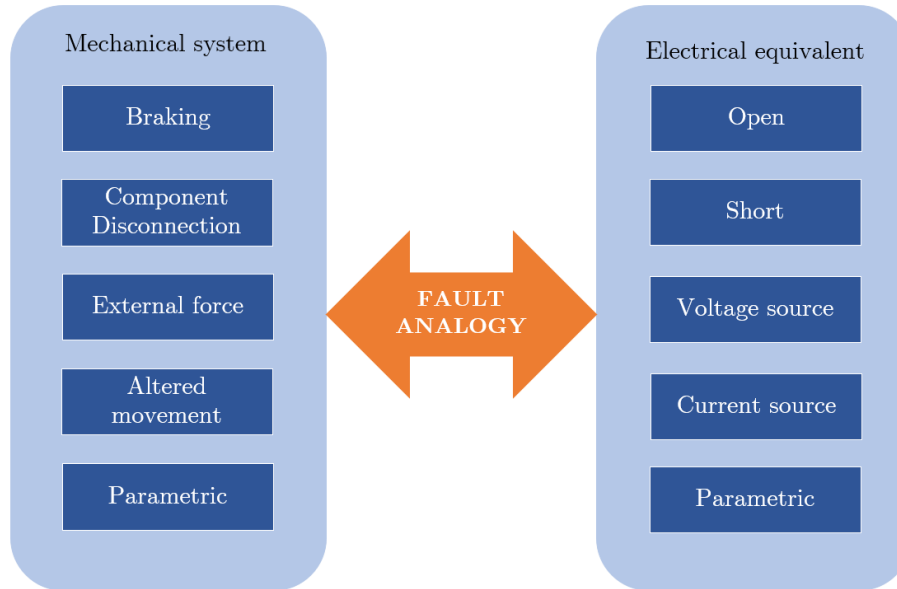 Mechanical system
Braking
Component
Disconnection
External force
Altered
movement
Parametric
FAULT
ANALOGY
Electrical equivalent
Open
Short
Voltage source
Current source
Parametric